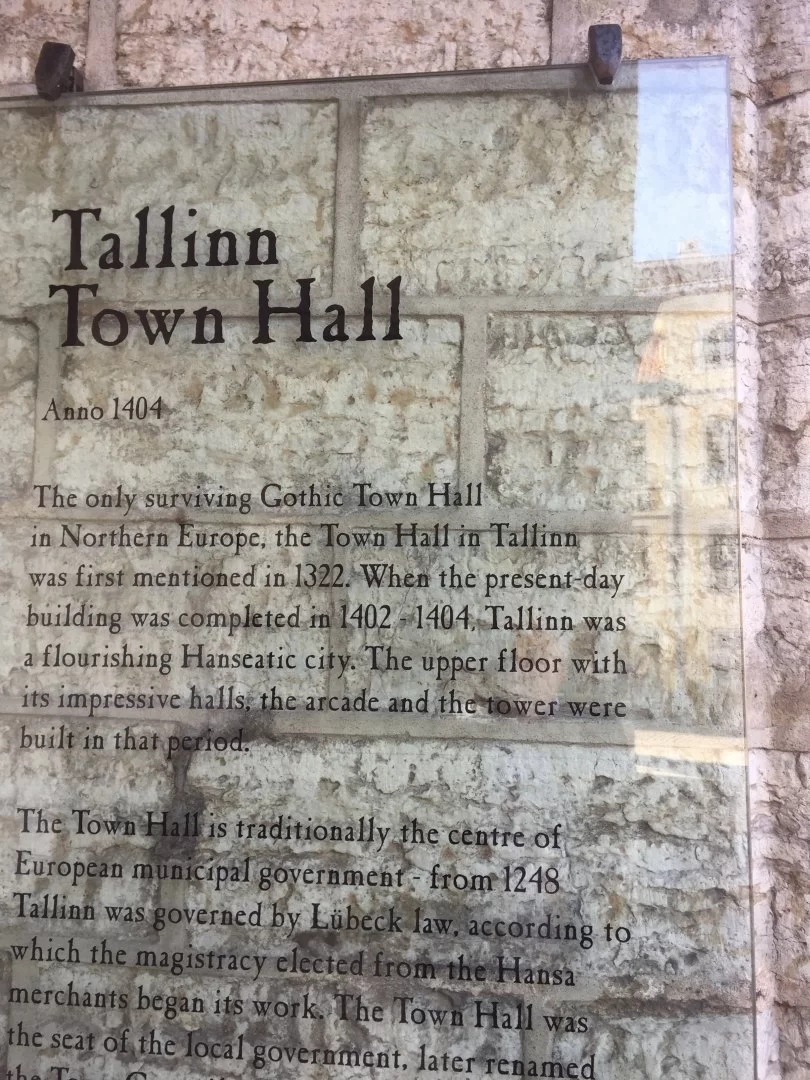 Tallinn
Town Hall
Anno 1404
The only surviving Gothic Town Hall
in Northern Europe, the Town Hall in Tallinn
was first mentioned in 1322. When the present-day
building was completed in 1402 - 1404, Tallinn was
a flourishing Hanseatic city. The upper floor with
its impressive halls, the arcade and the tower were
built in that period.
The Town Hall is traditionally the centre of
European municipal government - from 1248
Tallinn was governed by Lübeck law, according to
which the magistracy elected from the Hansa
merchants began its work. The Town Hall was
the seat of the local government, later renamed
the